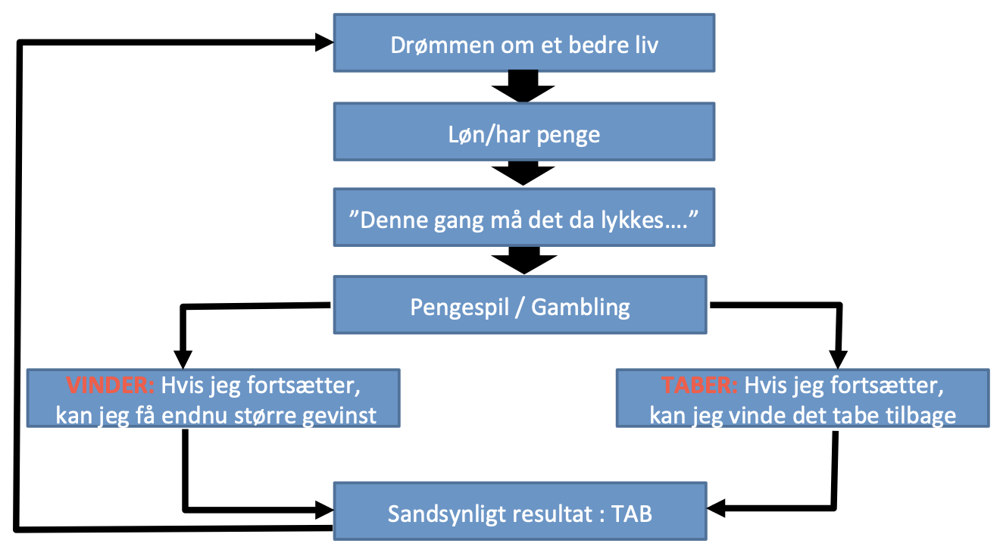 Drømmen om et bedre liv
Løn/har penge
”Denne gang må det da lykkes….”
Pengespil / Gambling
VINDER: Hvis jeg fortsætter,
kan jeg få endnu større gevinst
TABER: Hvis jeg fortsætter,
kan jeg vinde det tabe tilbage
Sandsynligt resultat : TAB